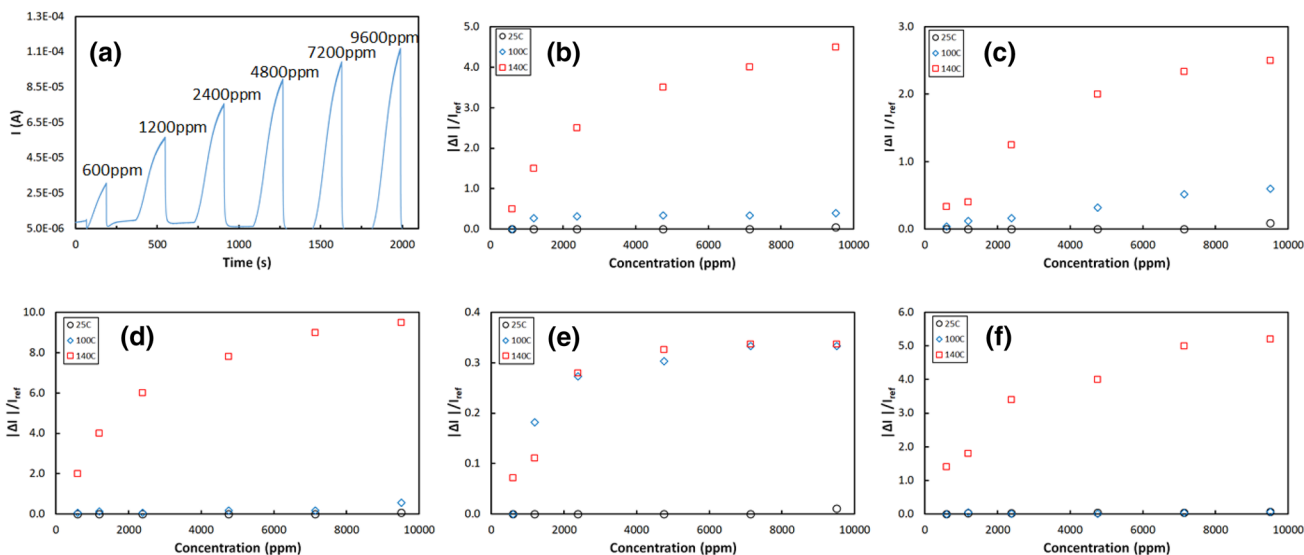 (a)
1.3E-04
1.1E-04
8.5E-05
6.5E-05
4.5E-05
2.5E-05
5.0E-06
I (A)
600ppm
1200ppm
2400ppm
4800ppm
7200ppm
9600ppm
0 500 1000 1500 2000
Time (s)
(b)
25C
100C
140C
5.0
4.0
3.0
2.0
1.0
0.0
|ΔI|/Iref
0 2000 4000 6000 8000 10000
Concentration (ppm)
(c)
25C
100C
140C
3.0
2.0
1.0
0.0
|ΔI|/Iref
0 2000 4000 6000 8000 10000
Concentration (ppm)
(d)
25C
100C
140C
10.0
8.0
6.0
4.0
2.0
0.0
|ΔI|/Iref
0 2000 4000 6000 8000 10000
Concentration (ppm)
(e)
25C
100C
140C
0.4
0.3
0.2
0.1
0.0
|ΔI|/Iref
0 2000 4000 6000 8000 10000
Concentration (ppm)
(f)
25C
100C
140C
6.0
5.0
4.0
3.0
2.0
1.0
0.0
|ΔI|/Iref
0 2000 4000 6000 8000 10000
Concentration (ppm)